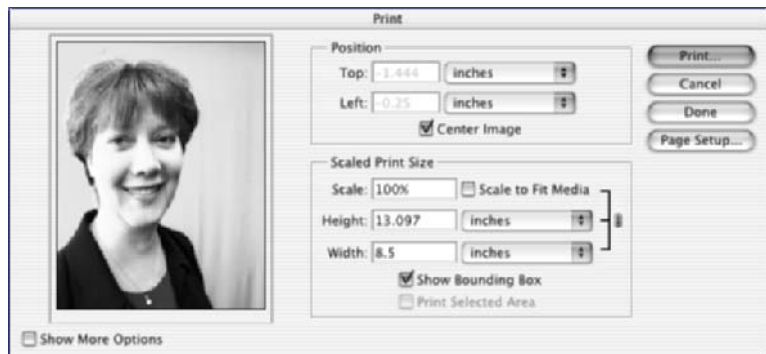 Print
Position
Top: -1.444 inches
Left: -0.25 inches
Center Image
Scaled Print Size
Scale: 100% Scale to Fit Media
Height: 13.097 inches
Width: 8.5 inches
Show Bounding Box
Print Selected Area
Show More Options
Print...
Cancel
Done
Page Setup...